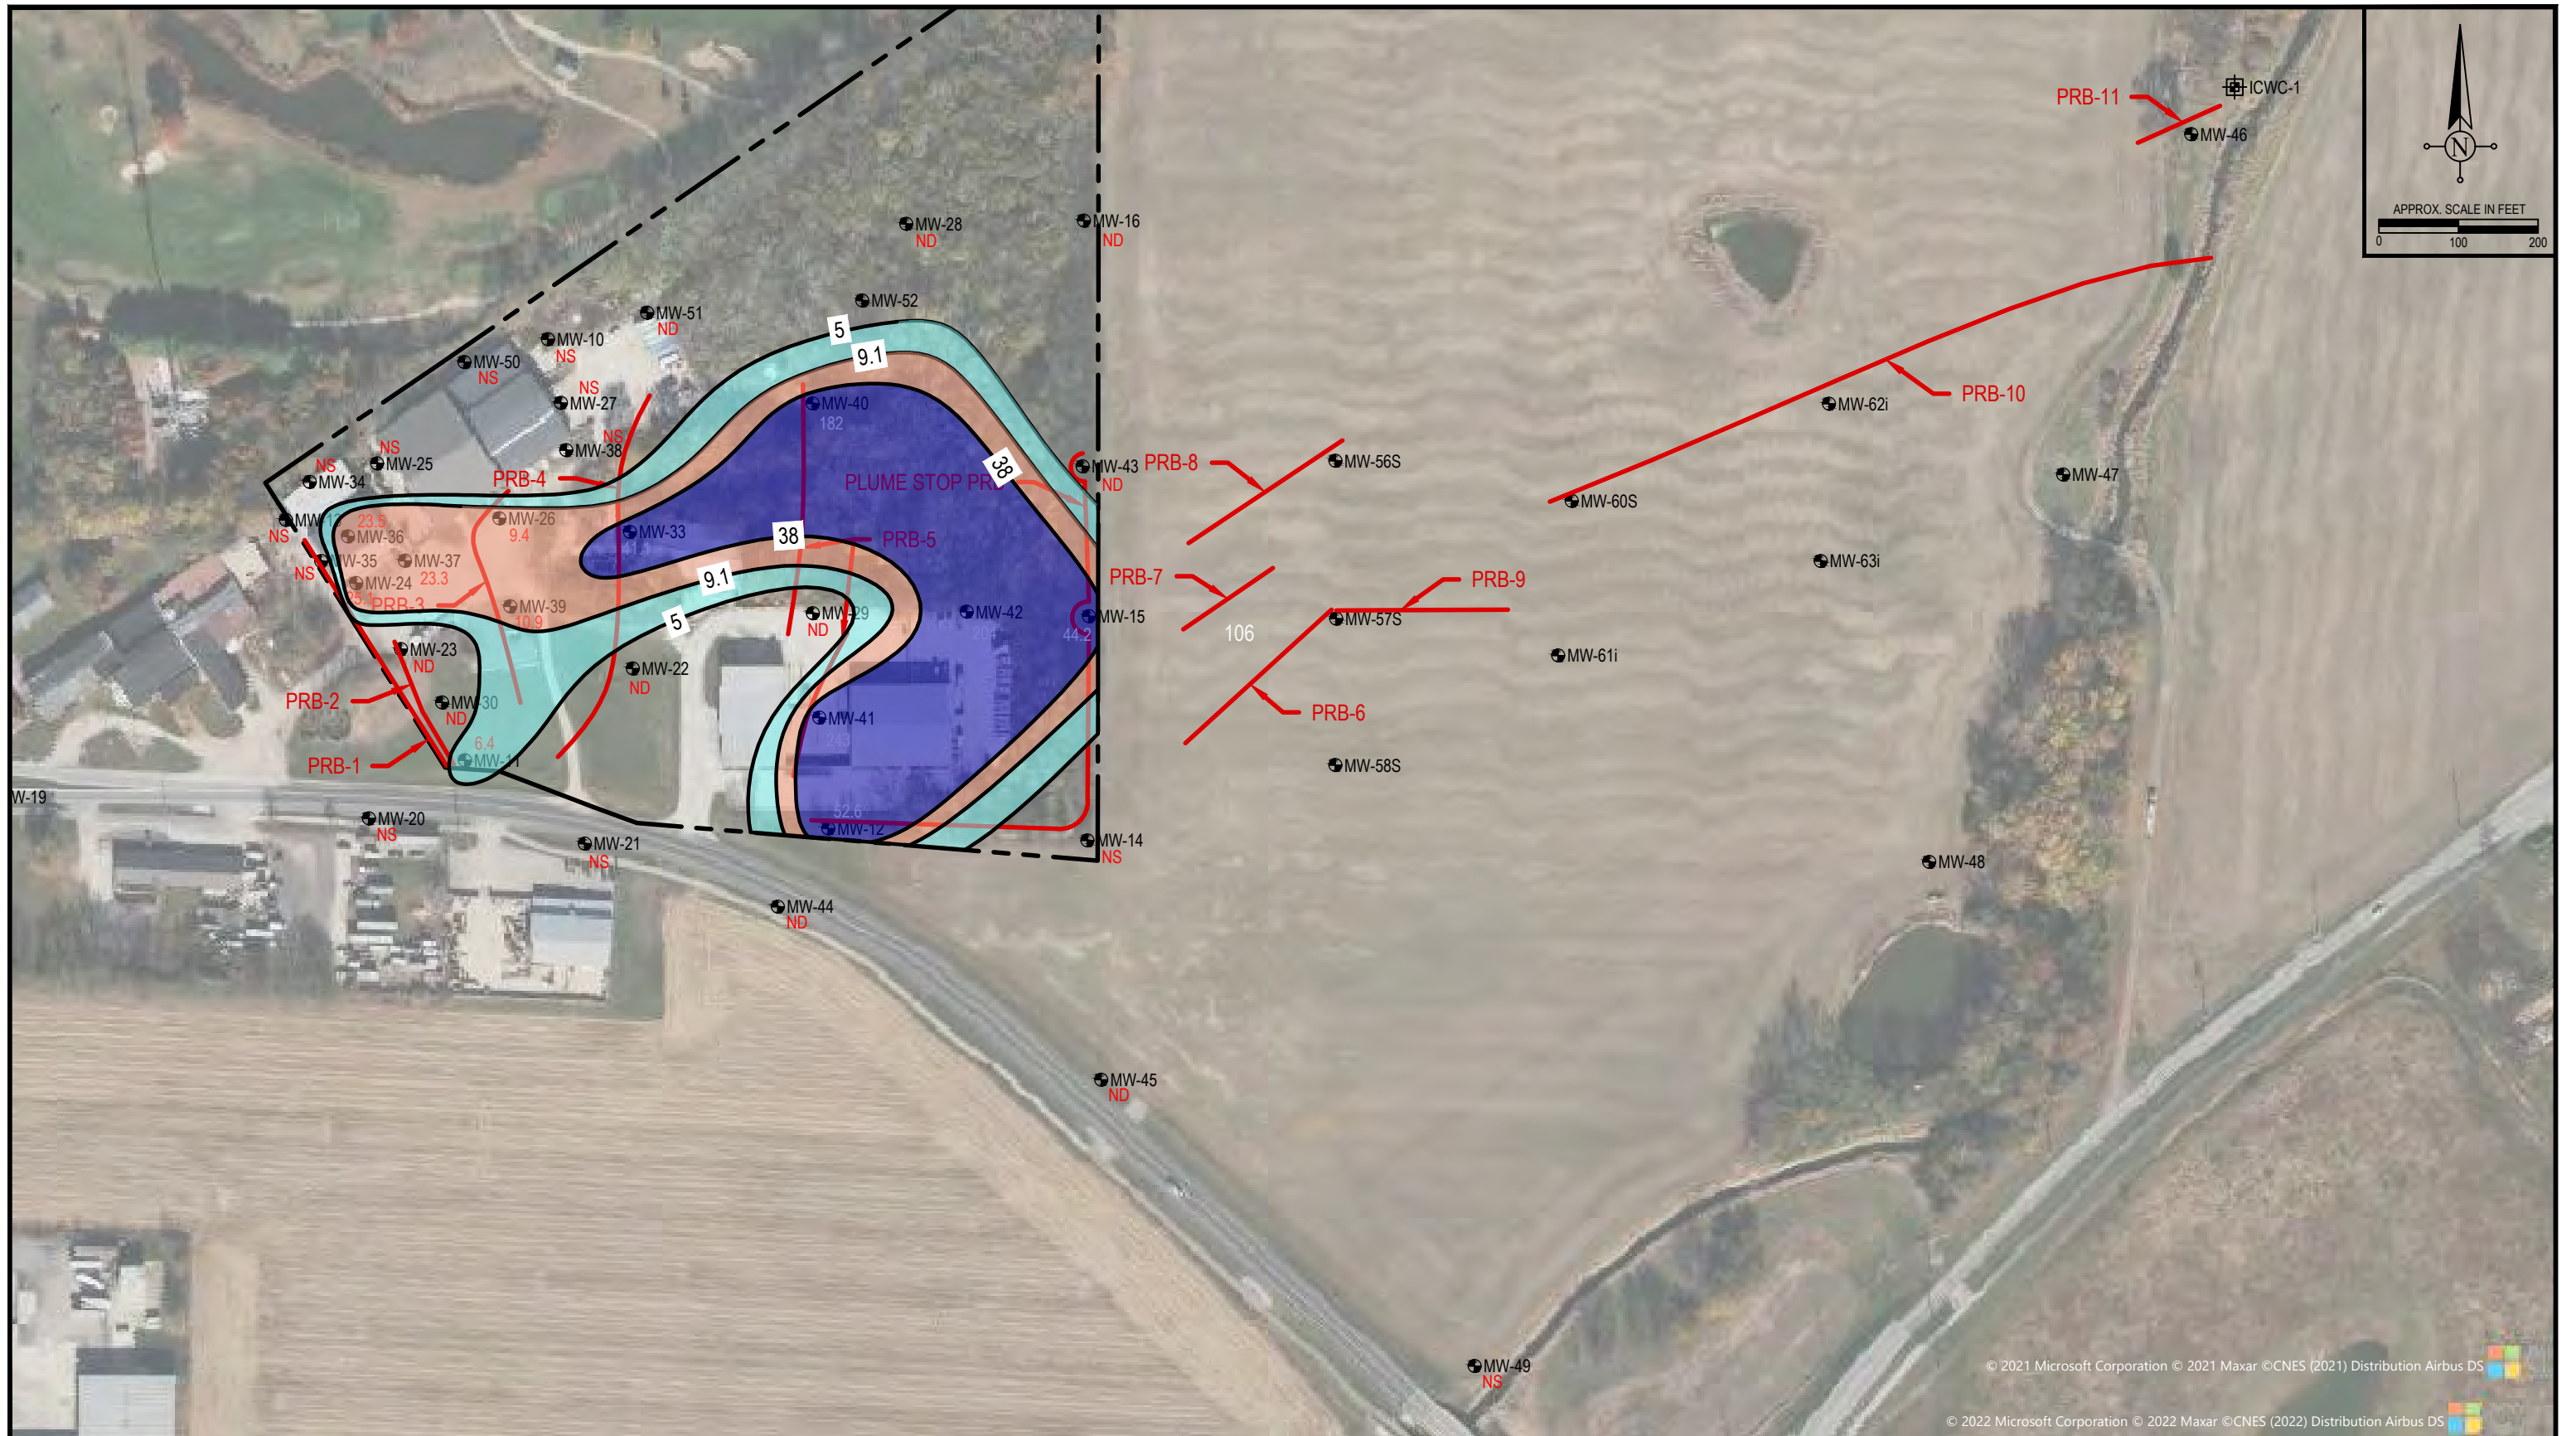 PRB-11
ICWC-1
MW-46
N
APPROX. SCALE IN FEET
0 100 200
MW-28
ND
MW-16
ND
MW-52
MW-51
ND
MW-10
NS
MW-50
NS
5
9.1
38
NS
MW-27
NS
MW-38
MW-40
182
PRB-10
MW-62i
NS
MW-25
NS
MW-34
PRB-4
PLUME STOP PRB
MW-43
ND
PRB-8
MW-56S
MW-60S
MW-47
NS
23.5
MW-36
MW-26
9.4
MW-33
38
PRB-5
MW-35
NS
MW-37
23.3
MW-24
25.1
PRB-3
MW-39
10.9
9.1
5
MW-29
ND
MW-42
204
MW-15
44.2
PRB-7
106
PRB-9
MW-57S
MW-63i
MW-61i
MW-23
ND
MW-22
ND
PRB-2
MW-30
ND
MW-41
243
PRB-6
6.4
MW-11
PRB-1
MW-58S
W-19
MW-20
NS
MW-21
NS
52.6
MW-12
MW-14
NS
MW-48
MW-44
ND
MW-45
ND
MW-49
NS
© 2021 Microsoft Corporation © 2021 Maxar ©CNES (2021) Distribution Airbus DS
© 2022 Microsoft Corporation © 2022 Maxar ©CNES (2022) Distribution Airbus DS